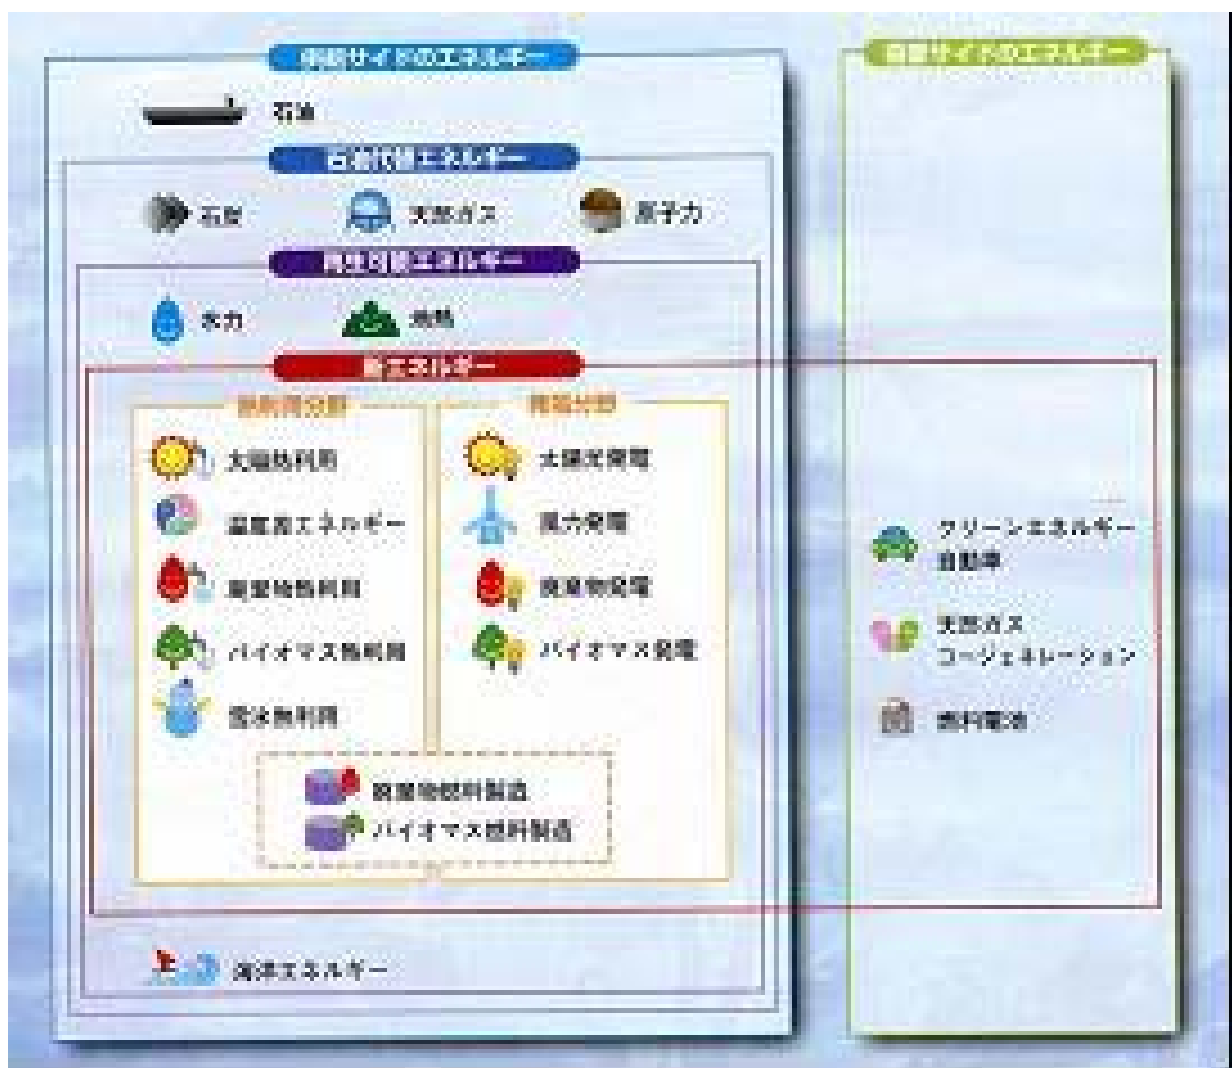 供給サイドのエネルギー
需要サイドのエネルギー
石油
石油代替エネルギー
石炭
天然ガス
原子力
再生可能エネルギー
水力
地熱
新エネルギー
熱利用分野
発電分野
太陽熱利用
太陽光発電
温度差エネルギー
風力発電
廃棄物熱利用
廃棄物発電
バイオマス熱利用
バイオマス発電
雪氷熱利用
廃棄物燃料製造
バイオマス燃料製造
クリーンエネルギー
自動車
天然ガス
コージェネレーション
燃料電池
海洋エネルギー